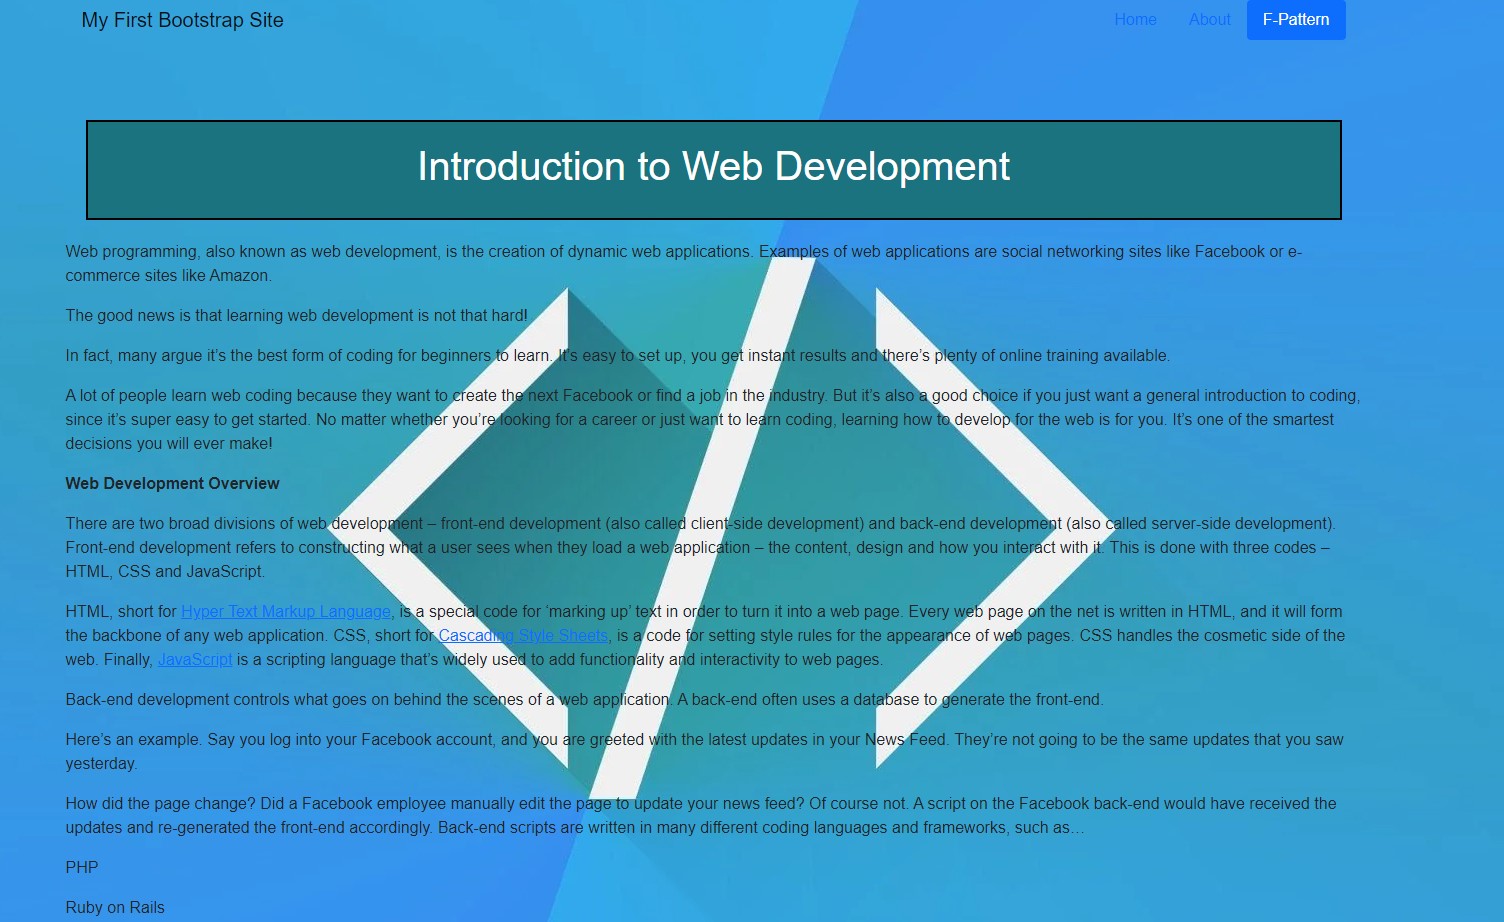 My First Bootstrap Site
Home About F-Pattern
Introduction to Web Development
Web programming, also known as web development, is the creation of dynamic web applications. Examples of web applications are social networking sites like Facebook or e-
commerce sites like Amazon.
The good news is that learning web development is not that hard!
In fact, many argue it’s the best form of coding for beginners to learn. It’s easy to set up, you get instant results and there’s plenty of online training available.
A lot of people learn web coding because they want to create the next Facebook or find a job in the industry. But it’s also a good choice if you just want a general introduction to coding,
since it’s super easy to get started. No matter whether you’re looking for a career or just want to learn coding, learning how to develop for the web is for you. It’s one of the smartest
decisions you will ever make!
Web Development Overview
There are two broad divisions of web development – front-end development (also called client-side development) and back-end development (also called server-side development).
Front-end development refers to constructing what a user sees when they load a web application – the content, design and how you interact with it. This is done with three codes –
HTML, CSS and JavaScript.
HTML, short for Hyper Text Markup Language, is a special code for ‘marking up’ text in order to turn it into a web page. Every web page on the net is written in HTML, and it will form
the backbone of any web application. CSS, short for Cascading Style Sheets, is a code for setting style rules for the appearance of web pages. CSS handles the cosmetic side of the
web. Finally, JavaScript is a scripting language that’s widely used to add functionality and interactivity to web pages.
Back-end development controls what goes on behind the scenes of a web application. A back-end often uses a database to generate the front-end.
Here’s an example. Say you log into your Facebook account, and you are greeted with the latest updates in your News Feed. They’re not going to be the same updates that you saw
yesterday.
How did the page change? Did a Facebook employee manually edit the page to update your news feed? Of course not. A script on the Facebook back-end would have received the
updates and re-generated the front-end accordingly. Back-end scripts are written in many different coding languages and frameworks, such as…
PHP
Ruby on Rails